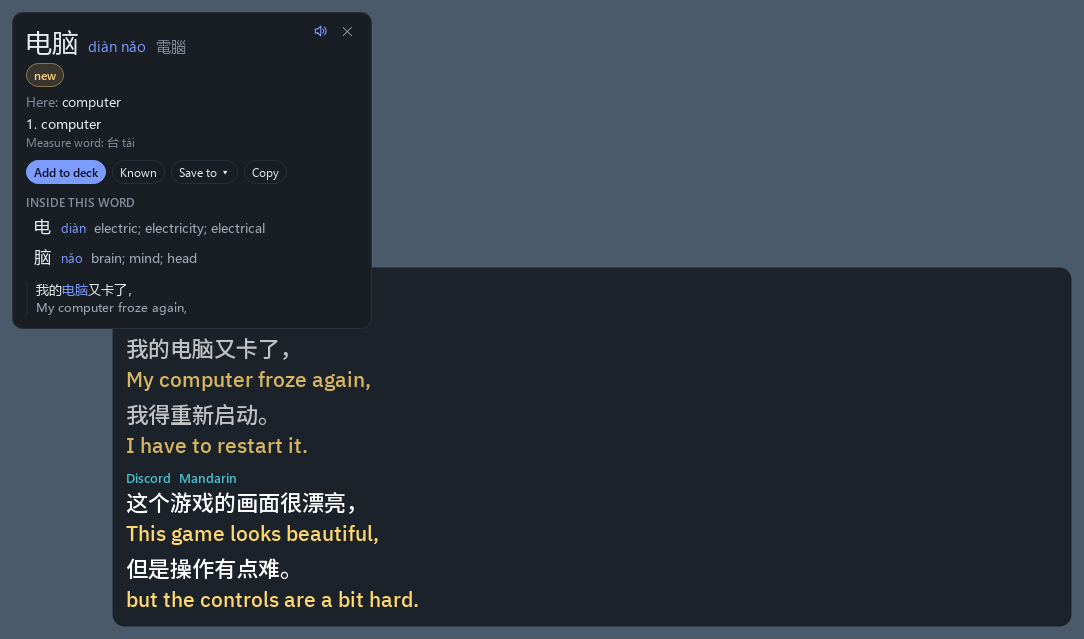 电脑 diàn nǎo 電腦
new
Here: computer
1. computer
Measure word: 台 tái
Add to deck Known Save to ▾ Copy
INSIDE THIS WORD
电 diàn electric; electricity; electrical
脑 nǎo brain; mind; head
我的电脑又卡了，
My computer froze again,
我的电脑又卡了，
My computer froze again,
我得重新启动。
I have to restart it.
Discord Mandarin
这个游戏的画面很漂亮，
This game looks beautiful,
但是操作有点难。
but the controls are a bit hard.